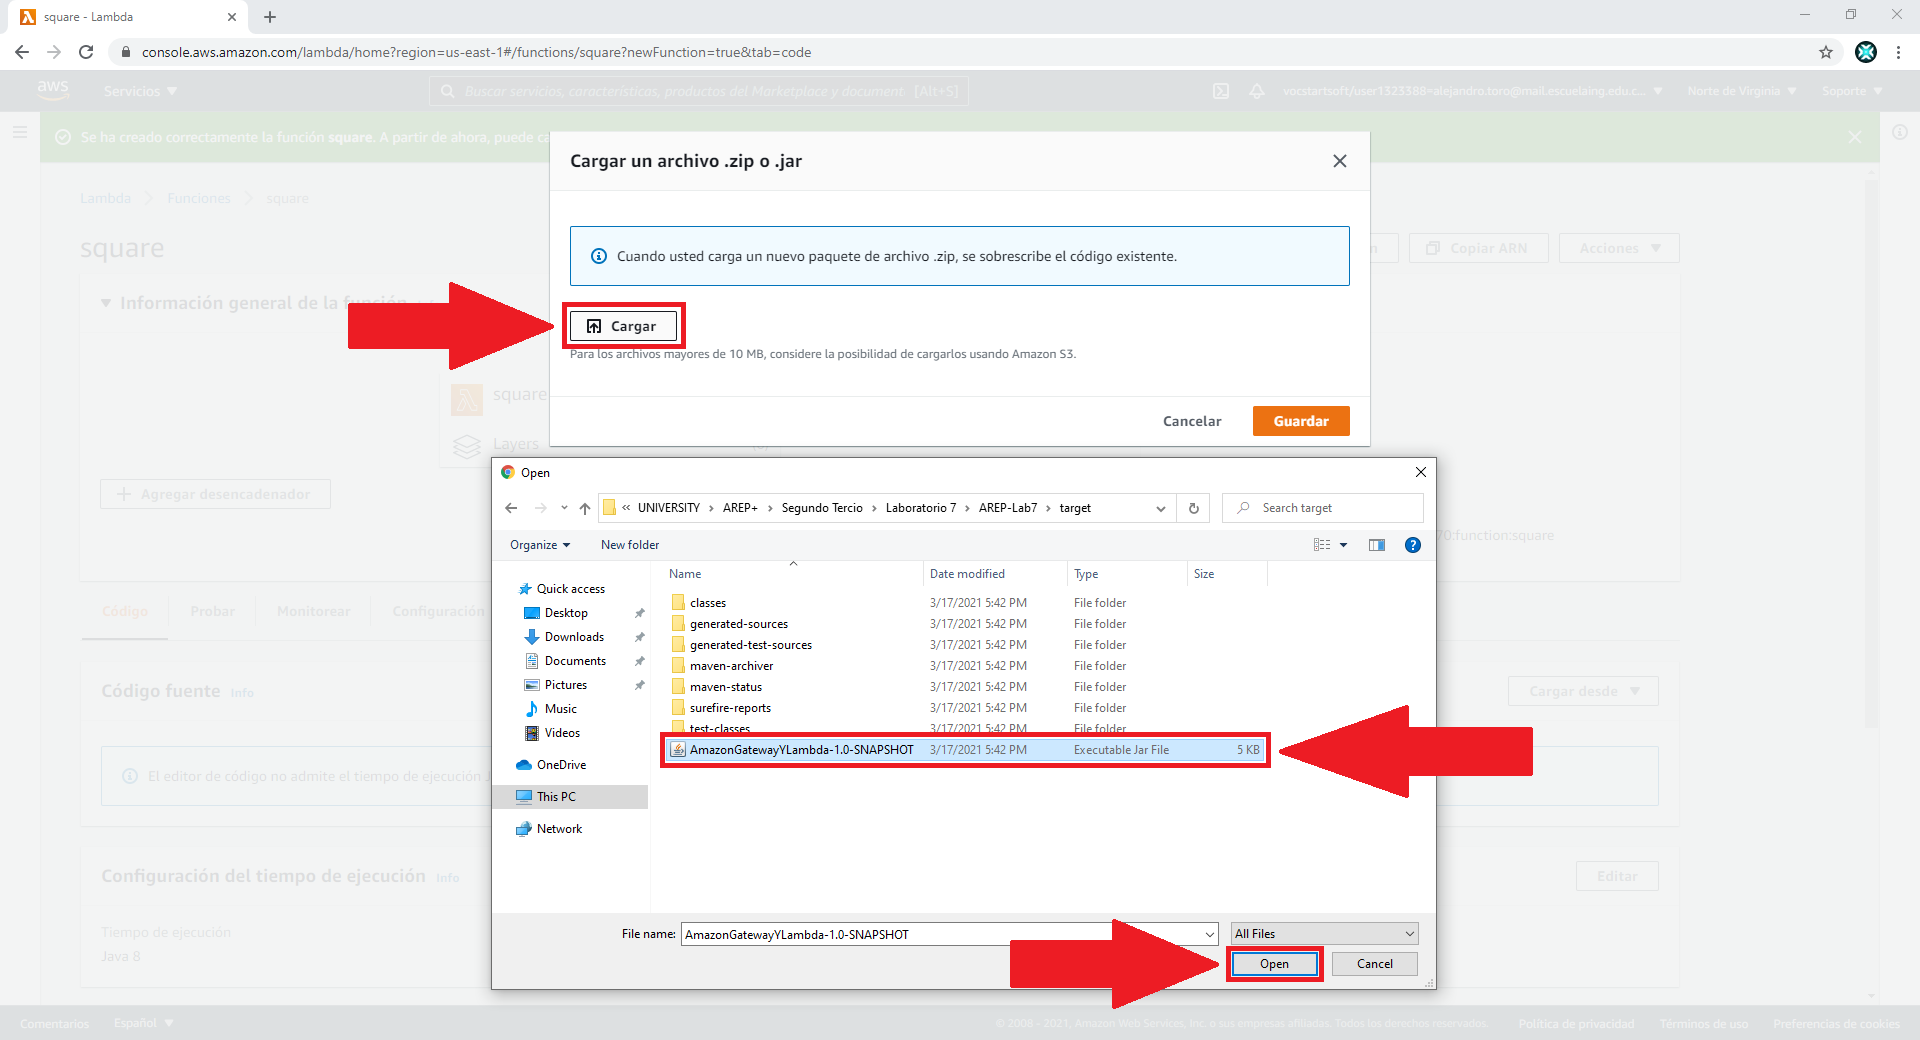 square - Lambda
console.aws.amazon.com/lambda/home?region=us-east-1#/functions/square?newFunction=true&tab=code
aws
Servicios
Buscar servicios, características, productos del Marketplace y document [Alt+S]
vocstartsoft/user1323388=alejandro.toro@mail.escuelaing.edu.c...
Norte de Virginia
Soporte
Se ha creado correctamente la función square. A partir de ahora, puede ca
Lambda
Funciones
square
square
Copiar ARN
Acciones
Información general de la función
square
Layers
Agregar desencadenador
:function:square
Cargar un archivo .zip o .jar
Cuando usted carga un nuevo paquete de archivo .zip, se sobrescribe el código existente.
Cargar
Para los archivos mayores de 10 MB, considere la posibilidad de cargarlos usando Amazon S3.
Cancelar
Guardar
Open
« UNIVERSITY > AREP+ > Segundo Tercio > Laboratorio 7 > AREP-Lab7 > target
Search target
Organize
New folder
Name
Date modified
Type
Size
Quick access
Desktop
Downloads
Documents
Pictures
Music
Videos
OneDrive
This PC
Network
classes 3/17/2021 5:42 PM File folder
generated-sources 3/17/2021 5:42 PM File folder
generated-test-sources 3/17/2021 5:42 PM File folder
maven-archiver 3/17/2021 5:42 PM File folder
maven-status 3/17/2021 5:42 PM File folder
surefire-reports 3/17/2021 5:42 PM File folder
test-classes 3/17/2021 5:42 PM File folder
AmazonGatewayYLambda-1.0-SNAPSHOT 3/17/2021 5:42 PM Executable Jar File 5 KB
File name: AmazonGatewayYLambda-1.0-SNAPSHOT
All Files
Open
Cancel
Código
Probar
Monitorear
Configuración
Código fuente Info
Cargar desde
El editor de código no admite el tiempo de ejecución
Configuración del tiempo de ejecución Info
Editar
Tiempo de ejecución
Java 8
Comentarios
Español
© 2008 - 2021, Amazon Web Services, Inc. o sus empresas afiliadas. Todos los derechos reservados.
Política de privacidad
Términos de uso
Preferencias de cookies